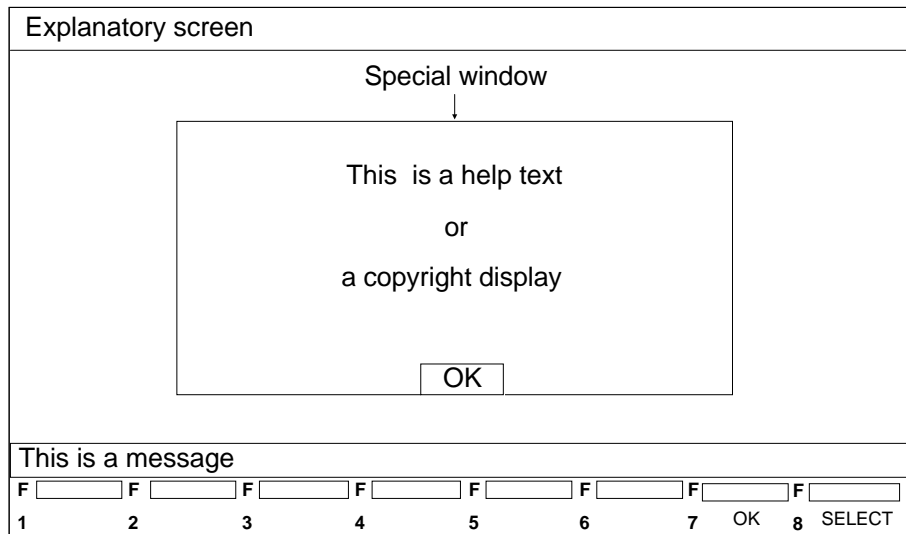 Explanatory screen
Special window
This is a help text
or
a copyright display
OK
This is a message
F F F F F F F F
1 2 3 4 5 6 7 OK 8 SELECT